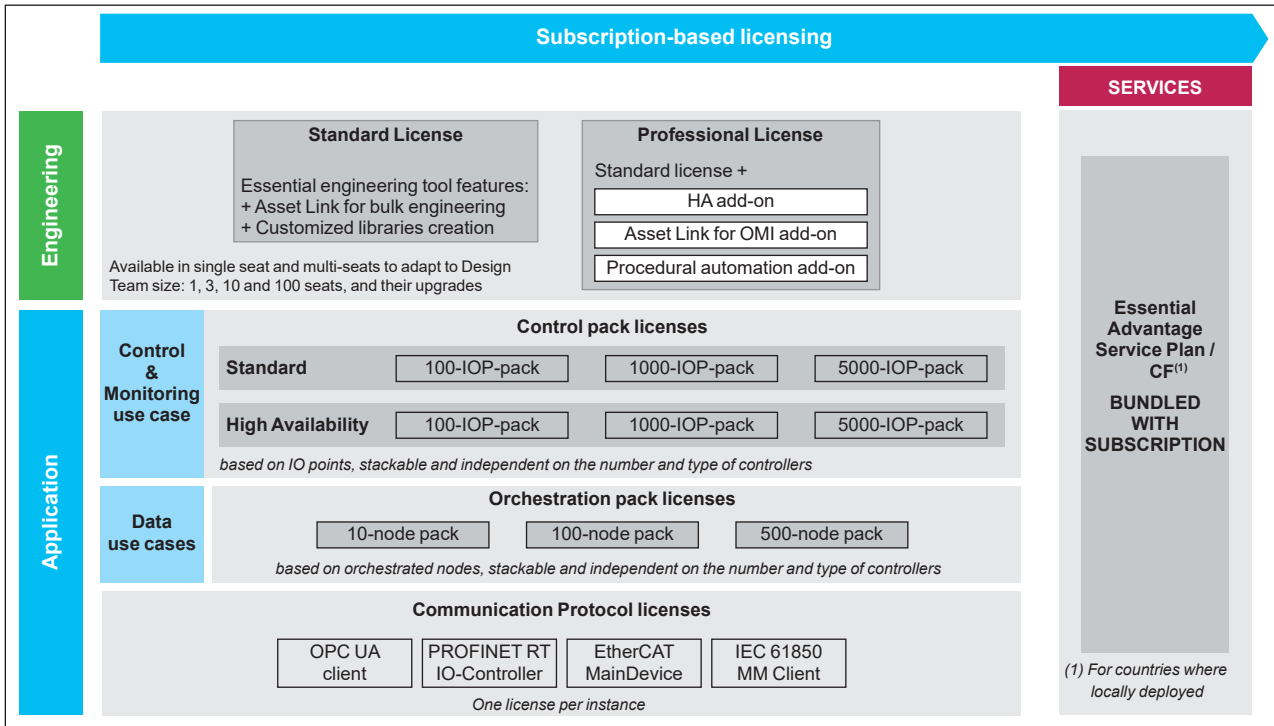 Subscription-based licensing
SERVICES
Engineering
Standard License
Essential engineering tool features:
+ Asset Link for bulk engineering
+ Customized libraries creation
Professional License
Standard license +
HA add-on
Asset Link for OMI add-on
Procedural automation add-on
Available in single seat and multi-seats to adapt to Design
Team size: 1, 3, 10 and 100 seats, and their upgrades
Application
Control
&
Monitoring
use case
Control pack licenses
Standard
100-IOP-pack
1000-IOP-pack
5000-IOP-pack
High Availability
100-IOP-pack
1000-IOP-pack
5000-IOP-pack
based on IO points, stackable and independent on the number and type of controllers
Data
use cases
Orchestration pack licenses
10-node pack
100-node pack
500-node pack
based on orchestrated nodes, stackable and independent on the number and type of controllers
Communication Protocol licenses
OPC UA
client
PROFINET RT
IO-Controller
EtherCAT
MainDevice
IEC 61850
MM Client
One license per instance
Essential
Advantage
Service Plan /
CF(1)
BUNDLED
WITH
SUBSCRIPTION
(1) For countries where
locally deployed